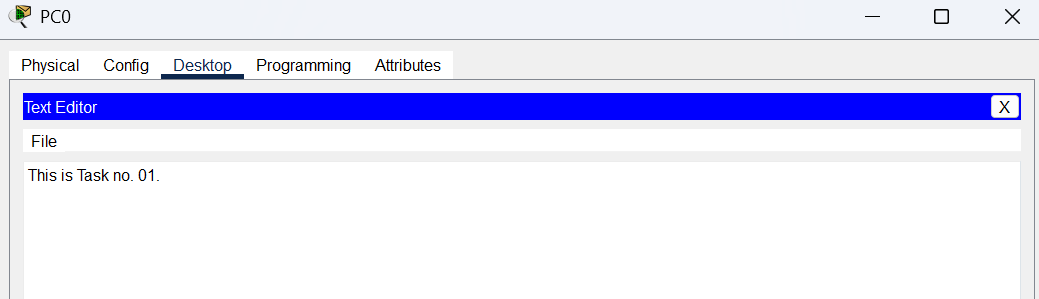 PC0
Physical Config Desktop Programming Attributes
Text Editor X
File
This is Task no. 01.